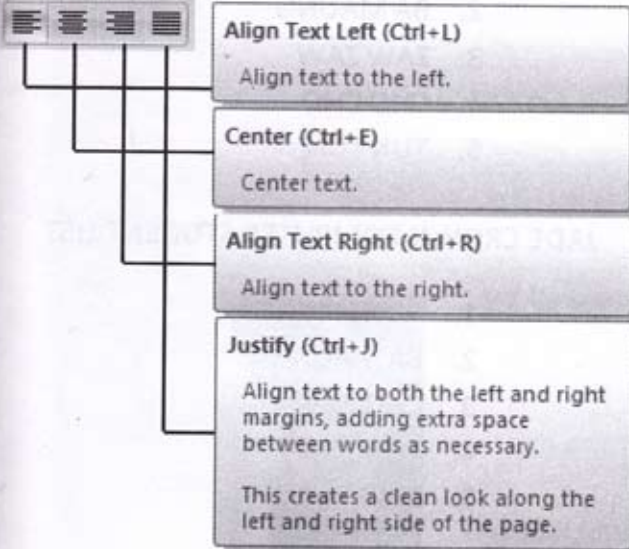 Align Text Left (Ctrl+L)
Align text to the left.
Center (Ctrl+E)
Center text.
Align Text Right (Ctrl+R)
Align text to the right.
Justify (Ctrl+J)
Align text to both the left and right
margins, adding extra space
between words as necessary.
This creates a clean look along the
left and right side of the page.